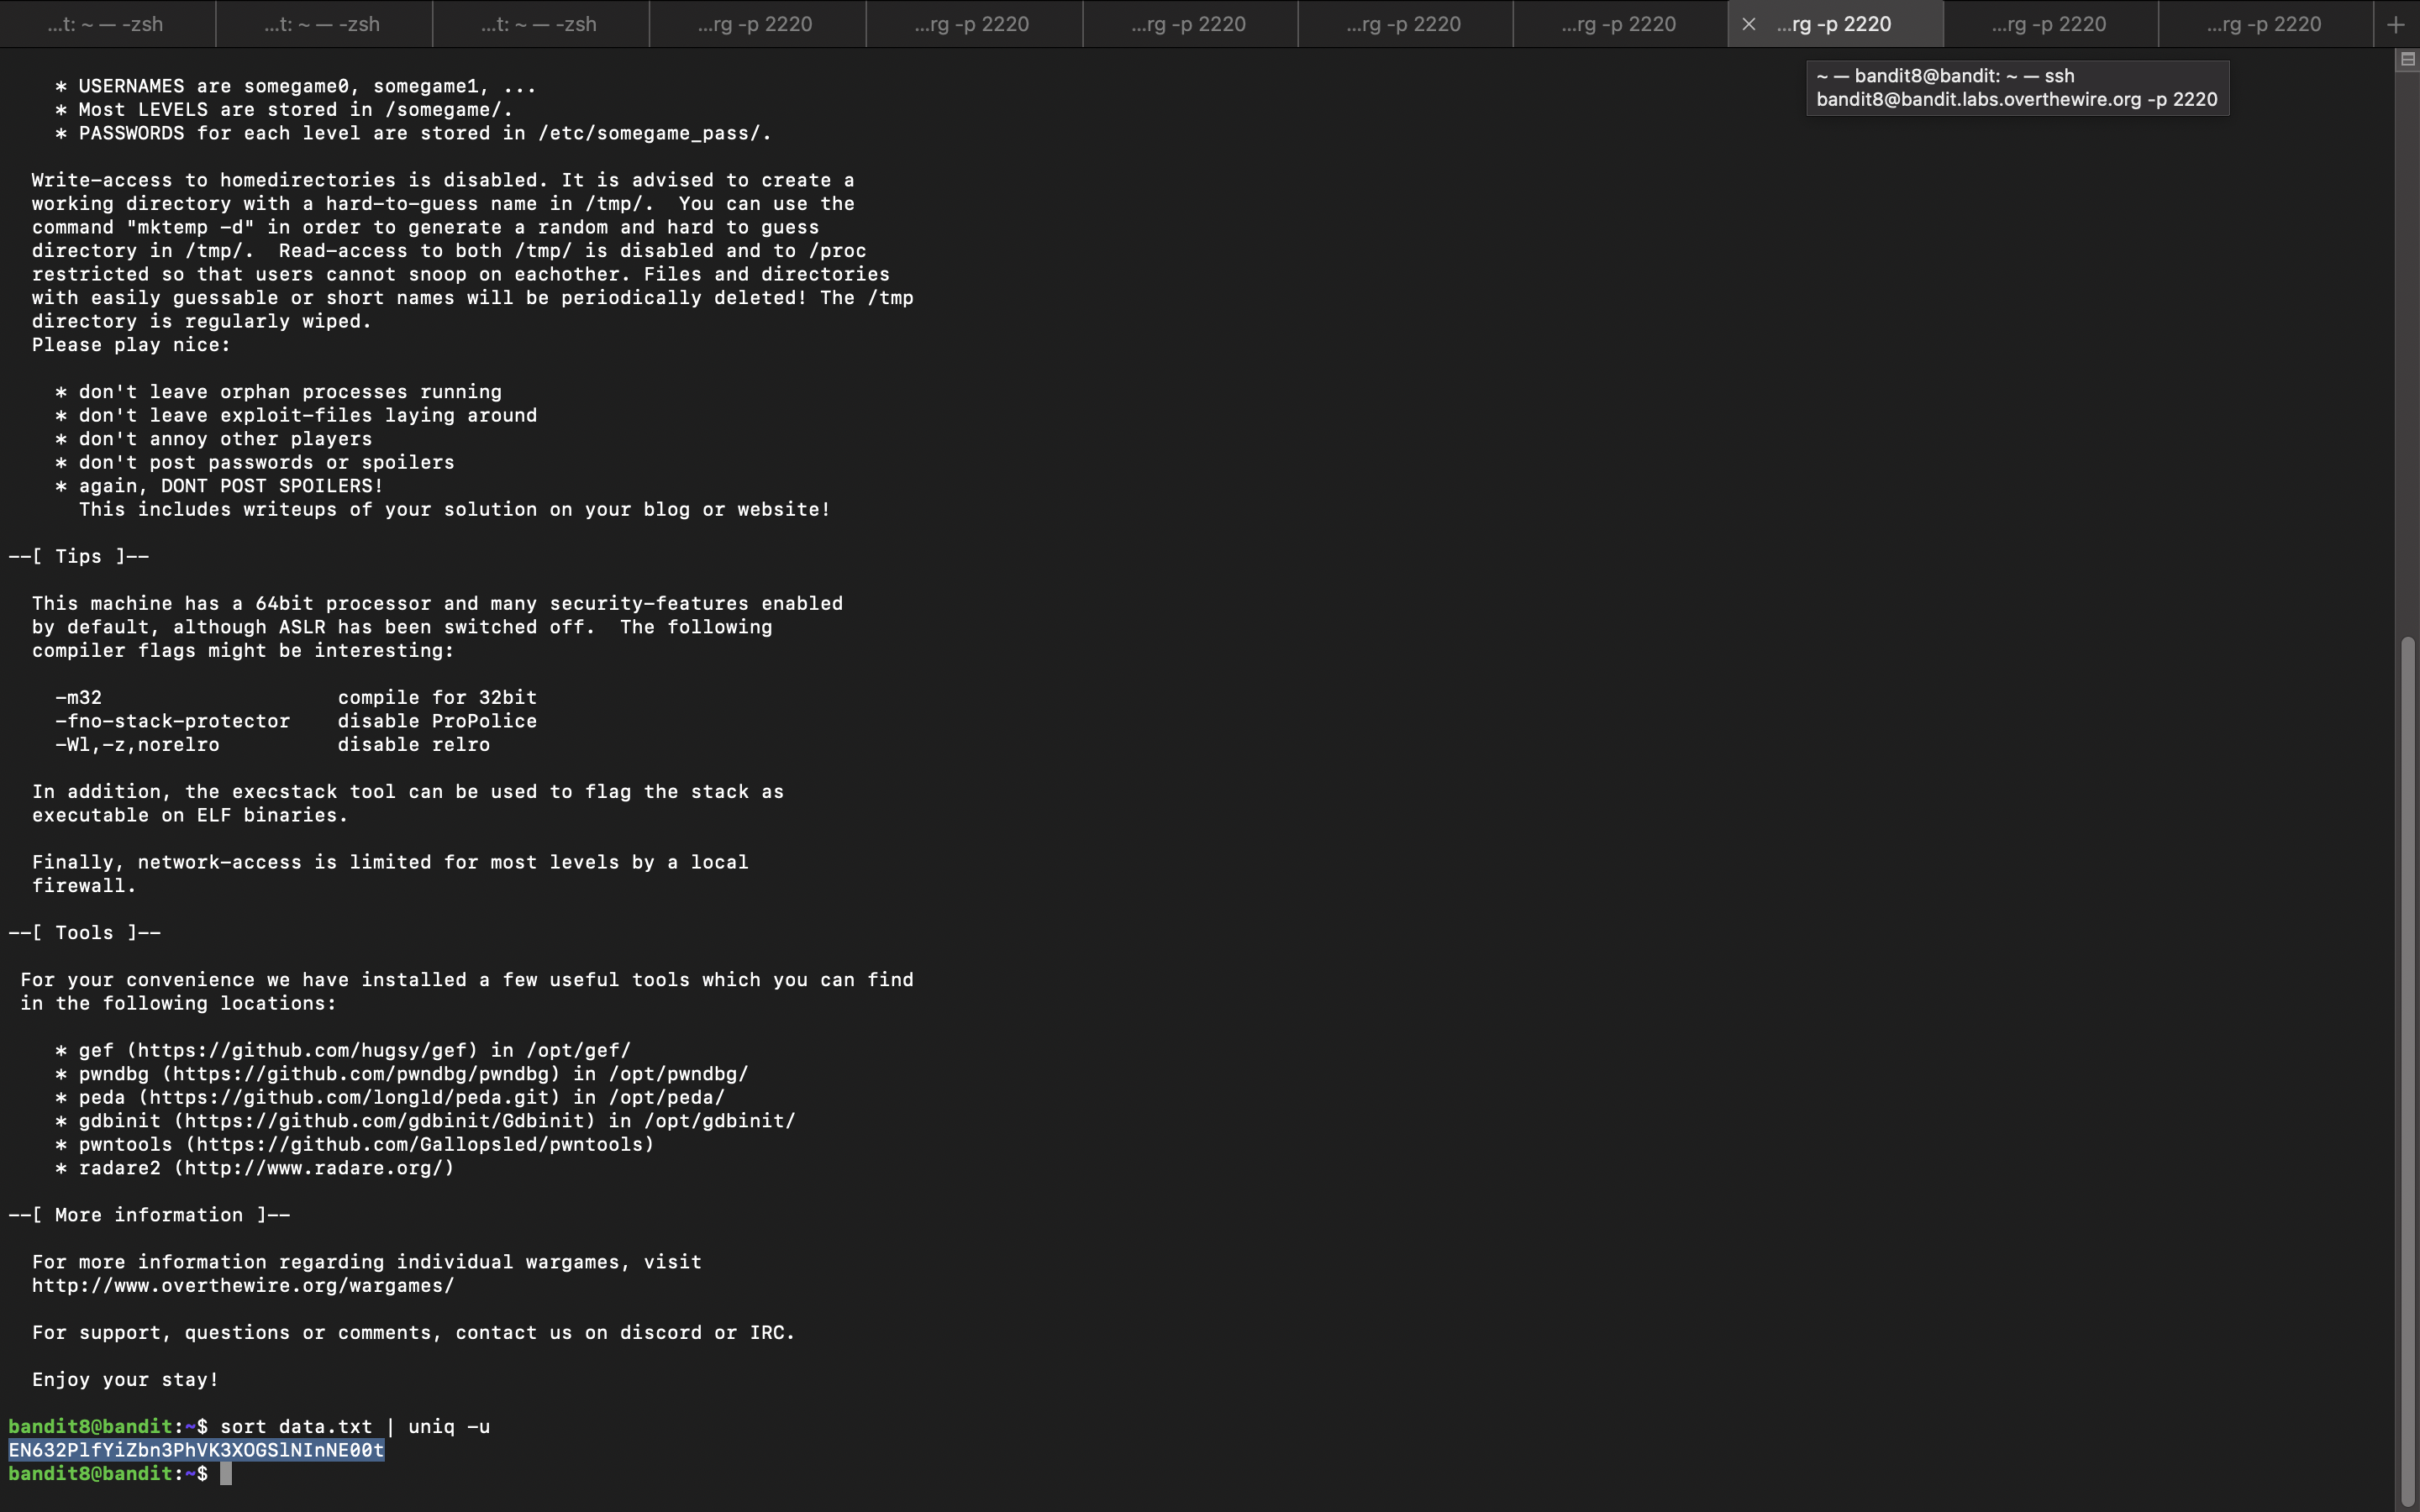 ...t: ~ — -zsh
...t: ~ — -zsh
...t: ~ — -zsh
...rg -p 2220
...rg -p 2220
...rg -p 2220
...rg -p 2220
...rg -p 2220
...rg -p 2220
...rg -p 2220
...rg -p 2220
~ — bandit8@bandit: ~ — ssh
bandit8@bandit.labs.overthewire.org -p 2220
* USERNAMES are somegame0, somegame1, ...
* Most LEVELS are stored in /somegame/.
* PASSWORDS for each level are stored in /etc/somegame_pass/.
Write-access to homedirectories is disabled. It is advised to create a
working directory with a hard-to-guess name in /tmp/.  You can use the
command "mktemp -d" in order to generate a random and hard to guess
directory in /tmp/.  Read-access to both /tmp/ is disabled and to /proc
restricted so that users cannot snoop on eachother. Files and directories
with easily guessable or short names will be periodically deleted! The /tmp
directory is regularly wiped.
Please play nice:
* don't leave orphan processes running
* don't leave exploit-files laying around
* don't annoy other players
* don't post passwords or spoilers
* again, DONT POST SPOILERS!
This includes writeups of your solution on your blog or website!
--[ Tips ]--
This machine has a 64bit processor and many security-features enabled
by default, although ASLR has been switched off.  The following
compiler flags might be interesting:
-m32                    compile for 32bit
-fno-stack-protector    disable ProPolice
-Wl,-z,norelro          disable relro
In addition, the execstack tool can be used to flag the stack as
executable on ELF binaries.
Finally, network-access is limited for most levels by a local
firewall.
--[ Tools ]--
For your convenience we have installed a few useful tools which you can find
in the following locations:
* gef (https://github.com/hugsy/gef) in /opt/gef/
* pwndbg (https://github.com/pwndbg/pwndbg) in /opt/pwndbg/
* peda (https://github.com/longld/peda.git) in /opt/peda/
* gdbinit (https://github.com/gdbinit/Gdbinit) in /opt/gdbinit/
* pwntools (https://github.com/Gallopsled/pwntools)
* radare2 (http://www.radare.org/)
--[ More information ]--
For more information regarding individual wargames, visit
http://www.overthewire.org/wargames/
For support, questions or comments, contact us on discord or IRC.
Enjoy your stay!
bandit8@bandit:~$ sort data.txt | uniq -u
EN632PlfYiZbn3PhVK3XOGSlNInNE00t
bandit8@bandit:~$